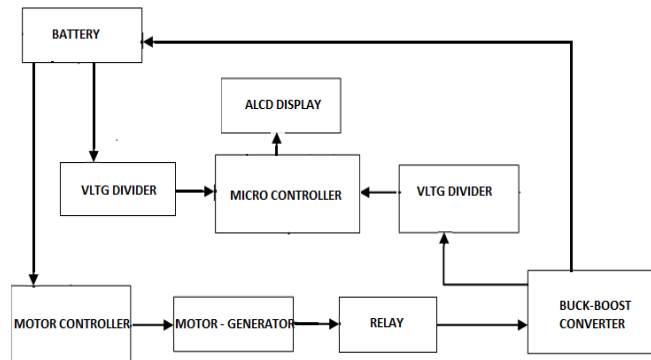 BATTERY
ALCD DISPLAY
VLTG DIVIDER
MICRO CONTROLLER
VLTG DIVIDER
MOTOR CONTROLLER
MOTOR - GENERATOR
RELAY
BUCK-BOOST
CONVERTER